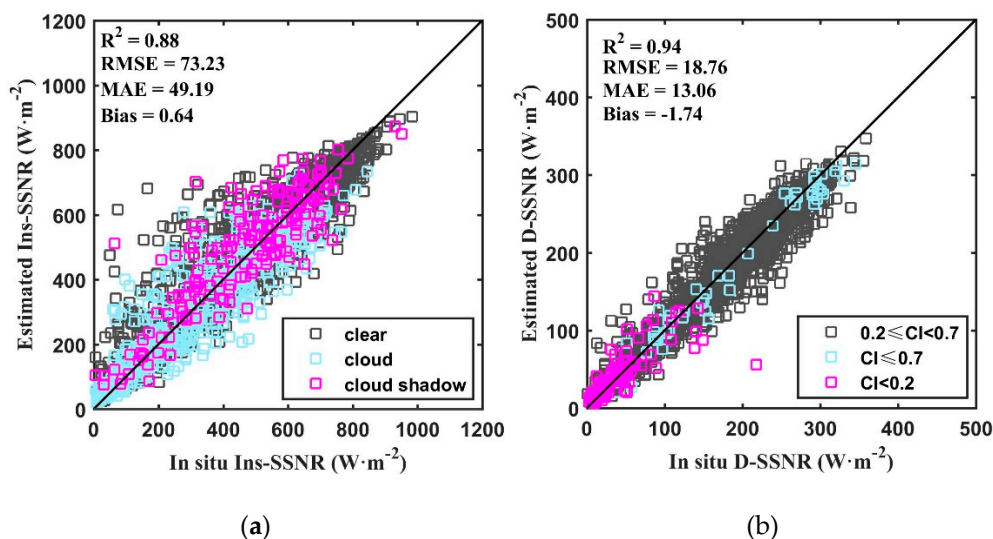 R² = 0.88
RMSE = 73.23
MAE = 49.19
Bias = 0.64
Estimated Ins-SSNR (W·m⁻²)
1200
1000
800
600
400
200
0
clear
cloud
cloud shadow
0 200 400 600 800 1000 1200
In situ Ins-SSNR (W·m⁻²)
(a)
R² = 0.94
RMSE = 18.76
MAE = 13.06
Bias = -1.74
Estimated D-SSNR (W·m⁻²)
500
400
300
200
100
0
0.2≤CI<0.7
CI≤0.7
CI<0.2
0 100 200 300 400 500
In situ D-SSNR (W·m⁻²)
(b)